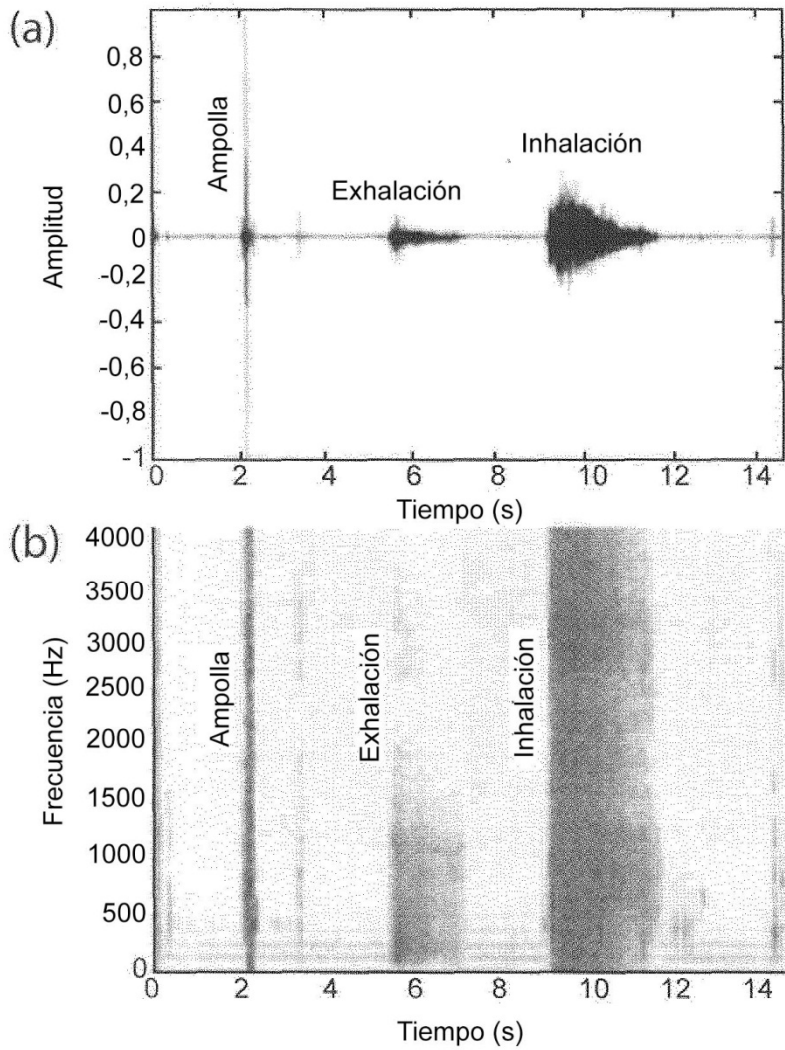 (a)
0,8
0,6
0,4
0,2
0
-0,2
-0,4
-0,6
-0,8
-1
Amplitud
Ampolla
Exhalación
Inhalación
0 2 4 6 8 10 12 14
Tiempo (s)
(b)
4000
3500
3000
2500
2000
1500
1000
500
0
Frecuencia (Hz)
Ampolla
Exhalación
Inhalación
0 2 4 6 8 10 12 14
Tiempo (s)